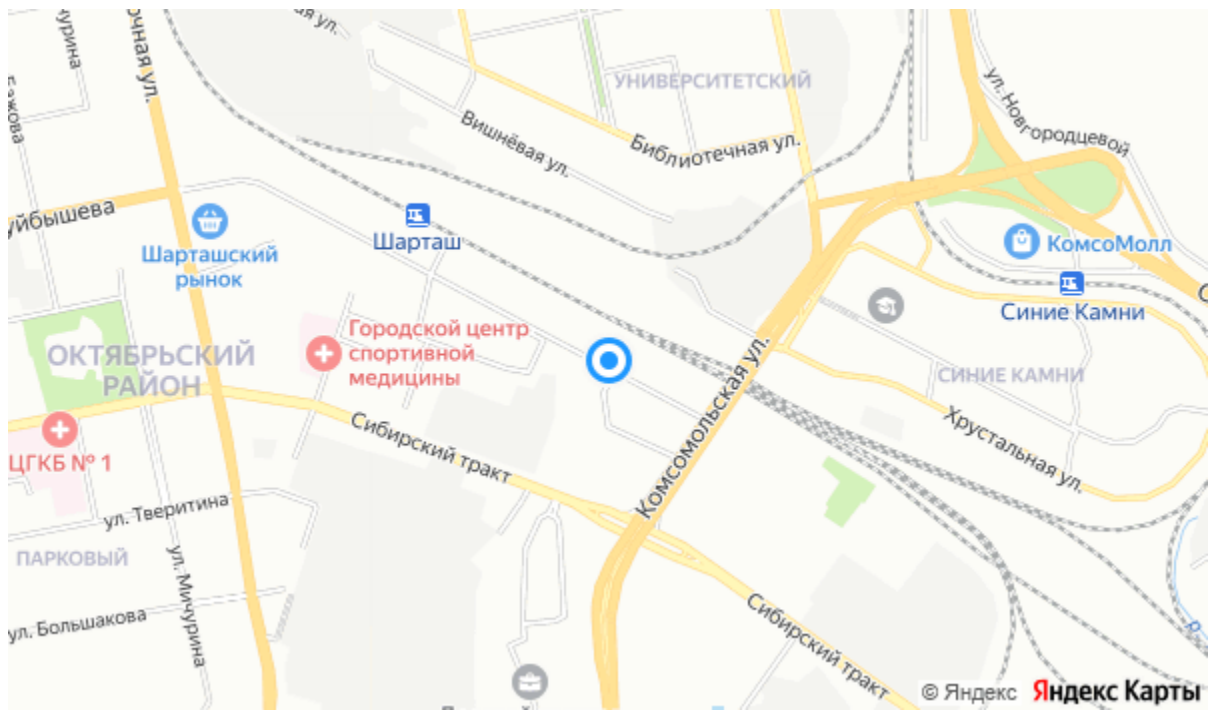 УНИВЕРСИТЕТСКИЙ
ул. Новгородцевой
Вишнёвая ул.
Библиотечная ул.
Шарташ
Шарташский
рынок
КомсоМолл
Синие Камни
Городской центр
спортивной
медицины
ОКТЯБРЬСКИЙ
РАЙОН
СИНИЕ КАМНИ
Комсомольская ул.
Хрустальная ул.
Сибирский тракт
ЦГКБ № 1
ул. Тверитина
ПАРКОВЫЙ
ул. Мичурина
ул. Большакова
Сибирский тракт
© Яндекс Яндекс Карты